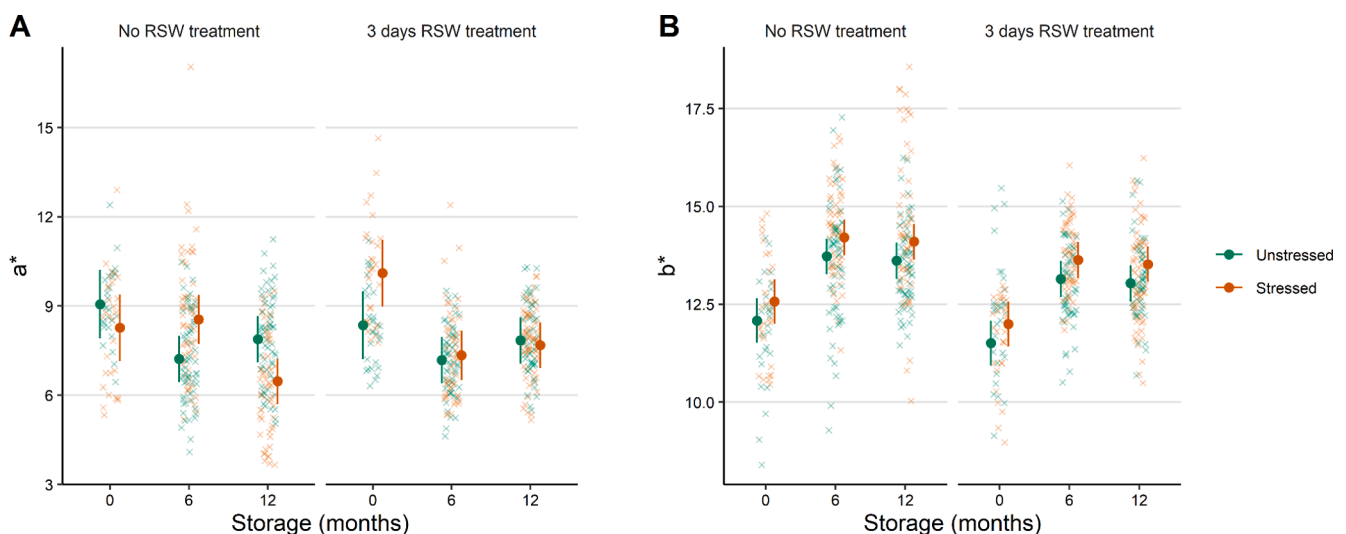 A
No RSW treatment
3 days RSW treatment
15
12
9
6
3
a*
0
6
12
0
6
12
Storage (months)
B
No RSW treatment
3 days RSW treatment
17.5
15.0
12.5
10.0
b*
0
6
12
0
6
12
Storage (months)
Unstressed
Stressed